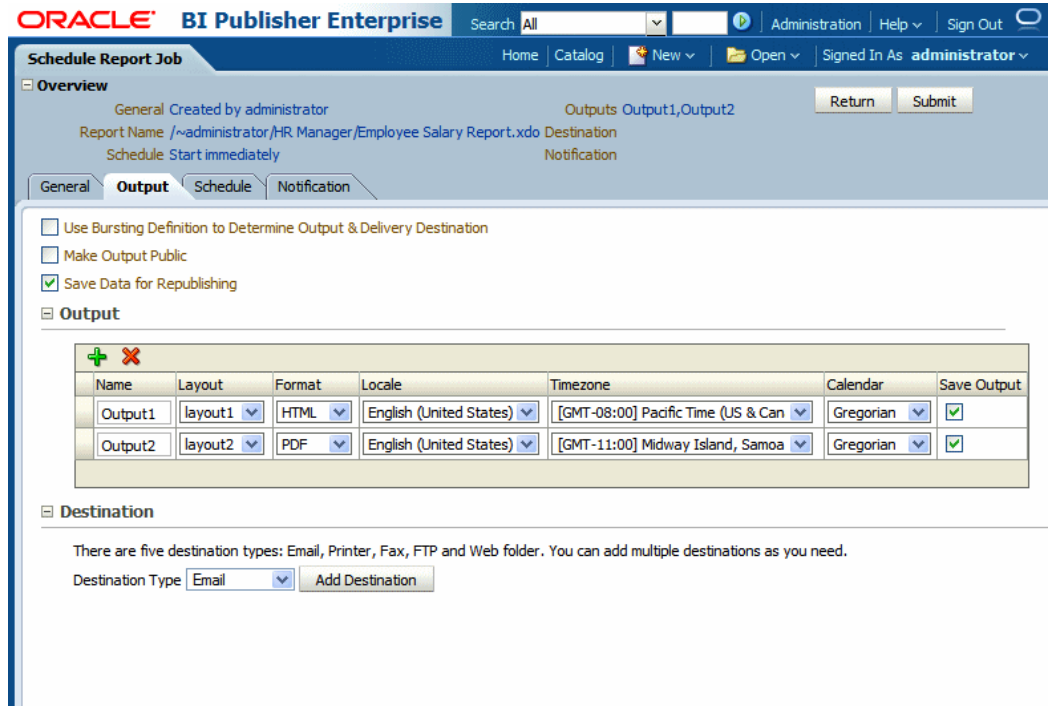 ORACLE BI Publisher Enterprise Search All Administration Help Sign Out
Schedule Report Job Home Catalog New Open Signed In As administrator
Overview
General Created by administrator Outputs Output1,Output2 Return Submit
Report Name /~administrator/HR Manager/Employee Salary Report.xdo Destination
Schedule Start immediately Notification
General Output Schedule Notification
Use Bursting Definition to Determine Output & Delivery Destination
Make Output Public
Save Data for Republishing
Output
Name Layout Format Locale Timezone Calendar Save Output
Output1 layout1 HTML English (United States) [GMT-08:00] Pacific Time (US & Can Gregorian
Output2 layout2 PDF English (United States) [GMT-11:00] Midway Island, Samoa Gregorian
Destination
There are five destination types: Email, Printer, Fax, FTP and Web folder. You can add multiple destinations as you need.
Destination Type Email Add Destination